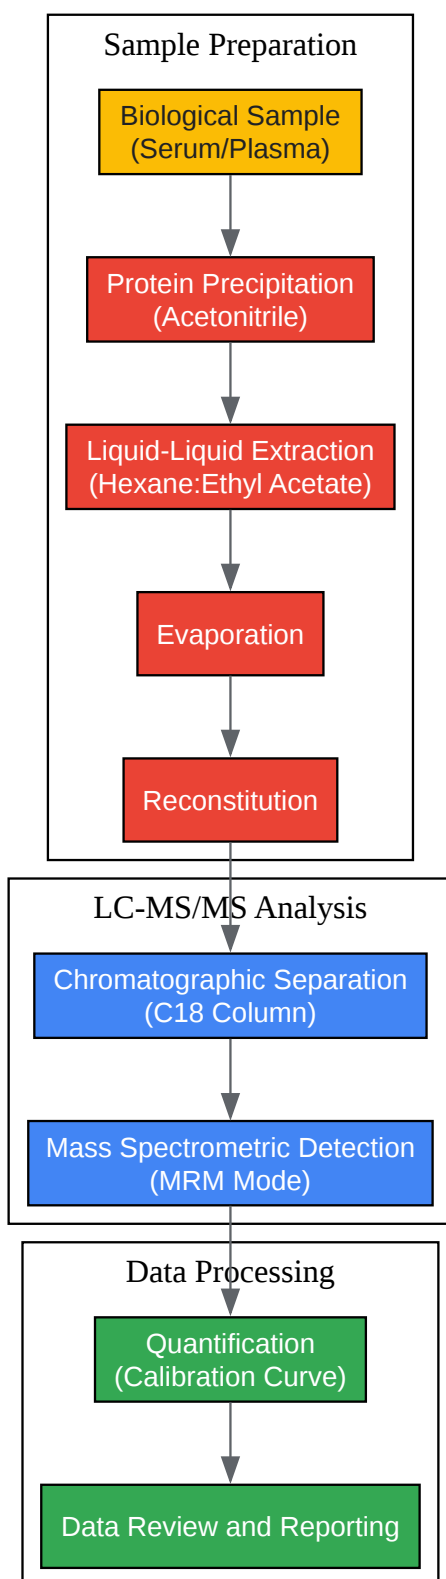 Sample Preparation
Biological Sample
(Serum/Plasma)
Protein Precipitation
(Acetonitrile)
Liquid-Liquid Extraction
(Hexane:Ethyl Acetate)
Evaporation
Reconstitution
LC-MS/MS Analysis
Chromatographic Separation
(C18 Column)
Mass Spectrometric Detection
(MRM Mode)
Data Processing
Quantification
(Calibration Curve)
Data Review and Reporting